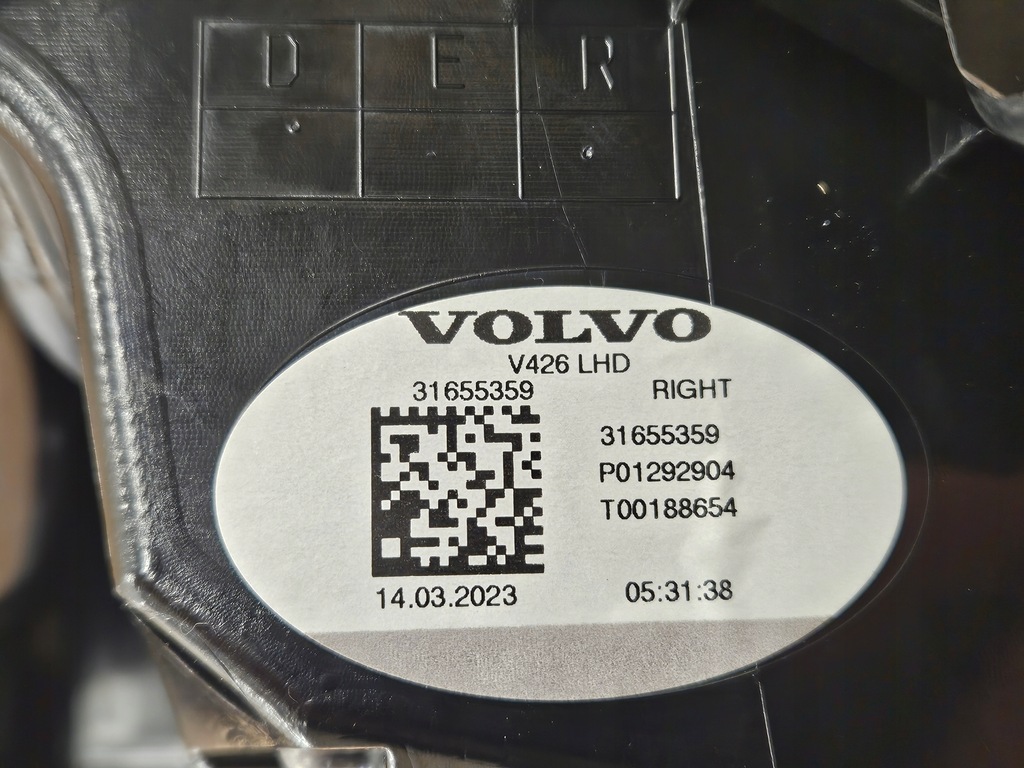 D E R
VOLVO
V426 LHD
31655359 RIGHT
31655359
P01292904
T00188654
14.03.2023 05:31:38